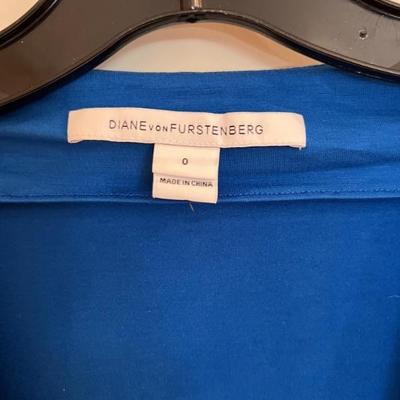 DIANE VON FURSTENBERG
0
MADE IN CHINA